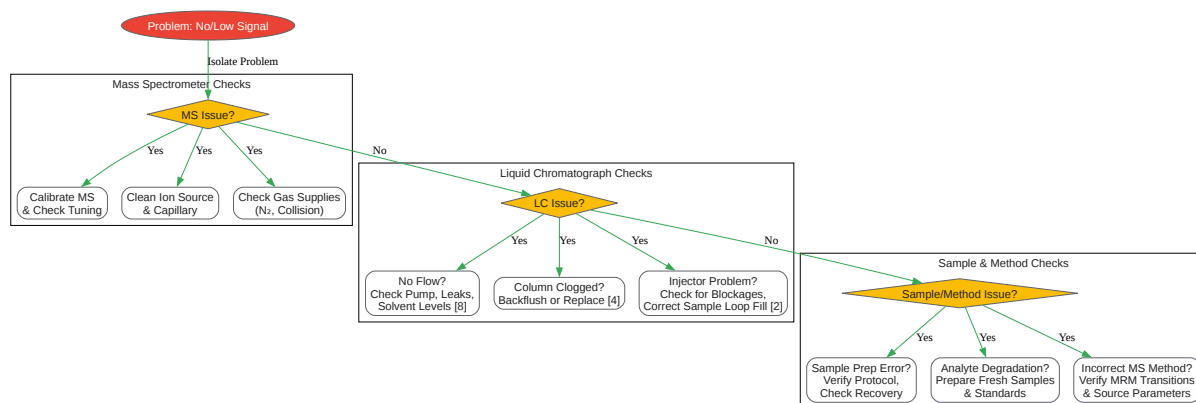 Problem: No/Low Signal
Isolate Problem
Mass Spectrometer Checks
MS Issue?
Yes
Yes
Yes
No
Calibrate MS
& Check Tuning
Clean Ion Source
& Capillary
Check Gas Supplies
(N₂, Collision)
Liquid Chromatograph Checks
LC Issue?
Yes
Yes
Yes
No
No Flow?
Check Pump, Leaks,
Solvent Levels [8]
Column Clogged?
Backflush or Replace [4]
Injector Problem?
Check for Blockages,
Correct Sample Loop Fill [2]
Sample & Method Checks
Sample/Method Issue?
Yes
Yes
Yes
Sample Prep Error?
Verify Protocol,
Check Recovery
Analyte Degradation?
Prepare Fresh Samples
& Standards
Incorrect MS Method?
Verify MRM Transitions
& Source Parameters